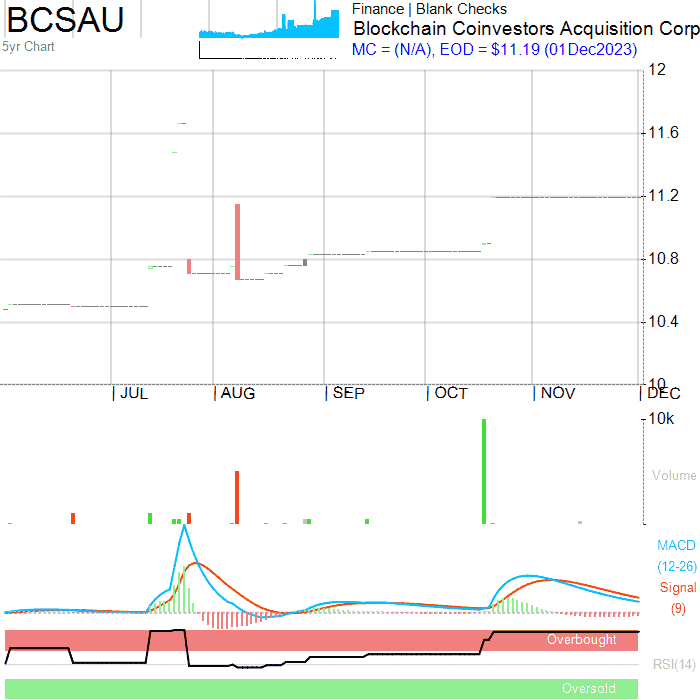 BCSAU
5yr Chart
Finance | Blank Checks
Blockchain Coinvestors Acquisition Corp
MC = (N/A), EOD = $11.19 (01Dec2023)
12
11.6
11.2
10.8
10.4
10
| JUL | AUG | SEP | OCT | NOV | DEC
10k
Volume
MACD
(12-26)
Signal
(9)
Overbought
RSI(14)
Oversold